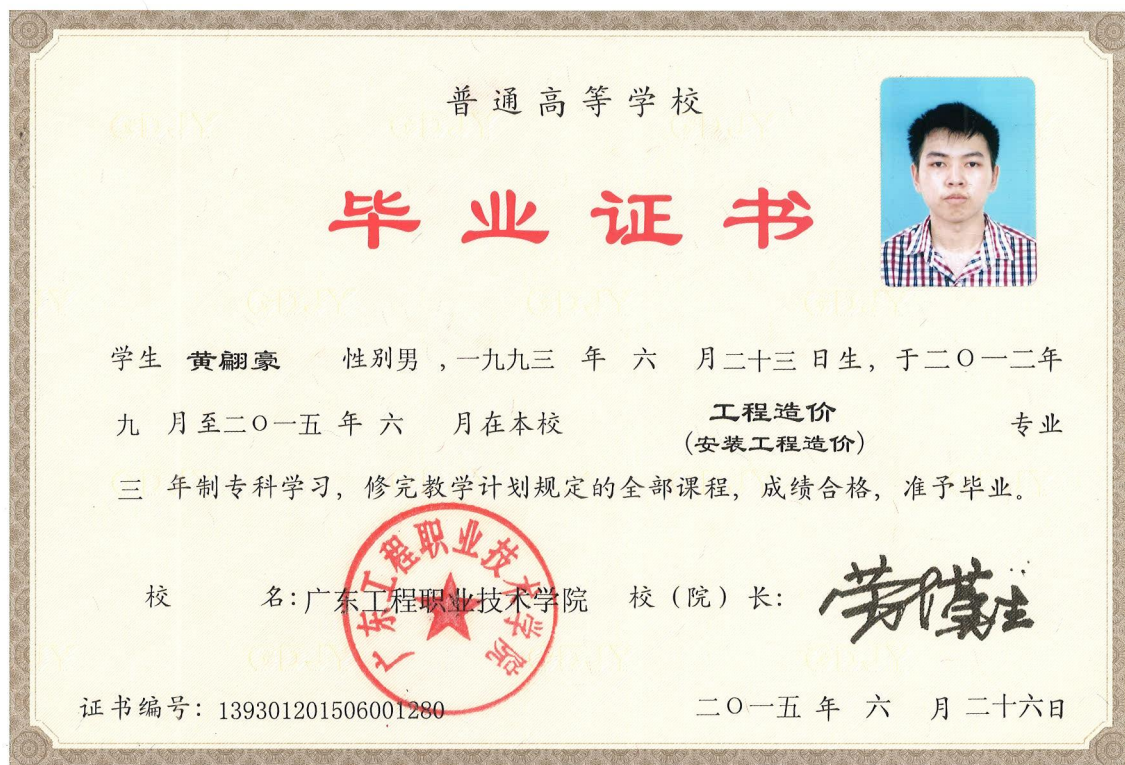 普通高等学校
毕业证书
学生 黄翩豪 性别男 ,一九九三 年 六 月二十三 日生，于二〇一二年
九 月至二〇一五 年 六 月在本校 工程造价 专业
(安装工程造价)
三 年制专科学习，修完教学计划规定的全部课程，成绩合格，准予毕业。
广东工程职业技术学院
校 名：广东工程职业技术学院 校（院）长：
证书编号：139301201506001280 二〇一五 年 六 月 二十六日